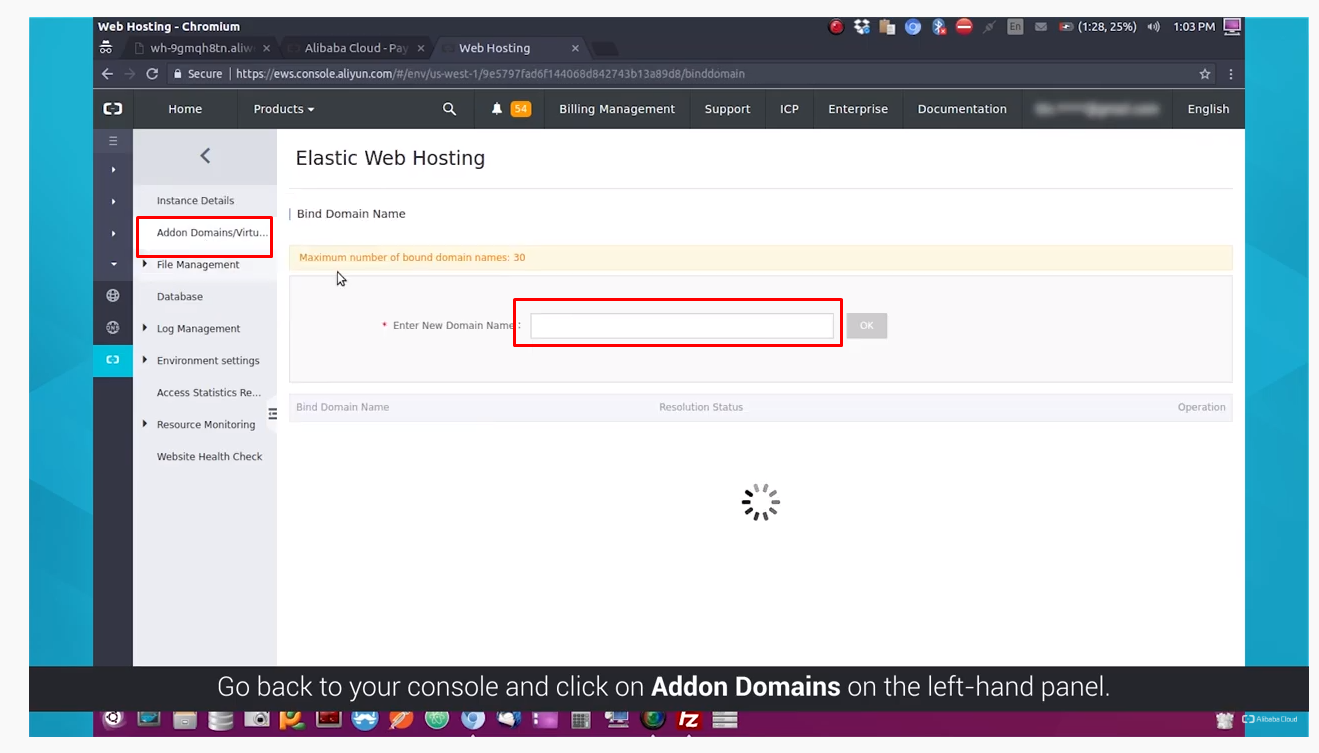 Web Hosting - Chromium
En
(1:28, 25%)
1:03 PM
wh-9gmqh8tn.aliw ×
Alibaba Cloud - Pay ×
Web Hosting ×
Secure | https://ews.console.aliyun.com/#/env/us-west-1/9e5797fad6f144068d842743b13a89d8/binddomain
Home
Products
54
Billing Management
Support
ICP
Enterprise
Documentation
English
Elastic Web Hosting
Instance Details
Addon Domains/Virtu...
File Management
Database
Log Management
Environment settings
Access Statistics Re...
Resource Monitoring
Website Health Check
Bind Domain Name
Maximum number of bound domain names: 30
* Enter New Domain Name :
OK
Bind Domain Name
Resolution Status
Operation
Go back to your console and click on Addon Domains on the left-hand panel.
Alibaba Cloud